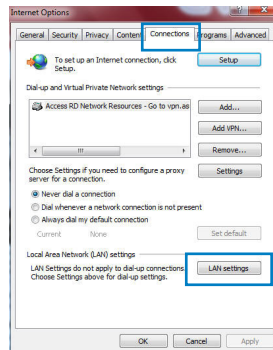 Internet Options
General
Security
Privacy
Content
Connections
Programs
Advanced
To set up an Internet connection, click
Setup.
Setup
Dial-up and Virtual Private Network settings
Access RD Network Resources - Go to vpn.as
Add...
Add VPN...
Remove...
Choose Settings if you need to configure a proxy
server for a connection.
Settings
Never dial a connection
Dial whenever a network connection is not present
Always dial my default connection
Current
None
Set default
Local Area Network (LAN) settings
LAN Settings do not apply to dial-up connections.
Choose Settings above for dial-up settings.
LAN settings
OK
Cancel
Apply